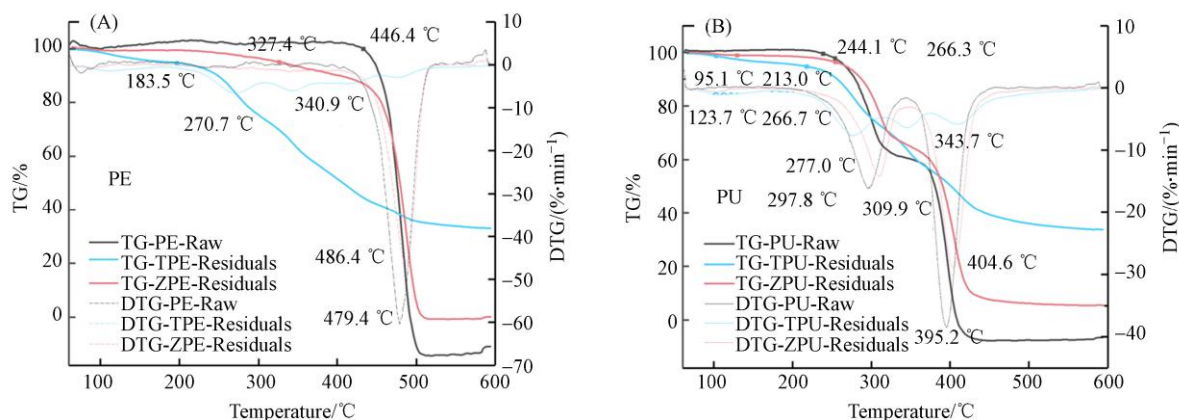 (A)
100
80
60
40
20
0
TG/%
327.4 ℃
446.4 ℃
183.5 ℃
340.9 ℃
270.7 ℃
PE
486.4 ℃
479.4 ℃
TG-PE-Raw
TG-TPE-Residuals
TG-ZPE-Residuals
DTG-PE-Raw
DTG-TPE-Residuals
DTG-ZPE-Residuals
10
0
−10
−20
−30
−40
−50
−60
−70
DTG/(%·min−1)
100 200 300 400 500 600
Temperature/℃
(B)
100
80
60
40
20
0
TG/%
244.1 ℃ 266.3 ℃
95.1 ℃ 213.0 ℃
123.7 ℃ 266.7 ℃
343.7 ℃
277.0 ℃
297.8 ℃
309.9 ℃
PU
404.6 ℃
395.2 ℃
TG-PU-Raw
TG-TPU-Residuals
TG-ZPU-Residuals
DTG-PU-Raw
DTG-TPU-Residuals
DTG-ZPU-Residuals
10
0
−10
−20
−30
−40
DTG/(%·min−1)
100 200 300 400 500 600
Temperature/℃